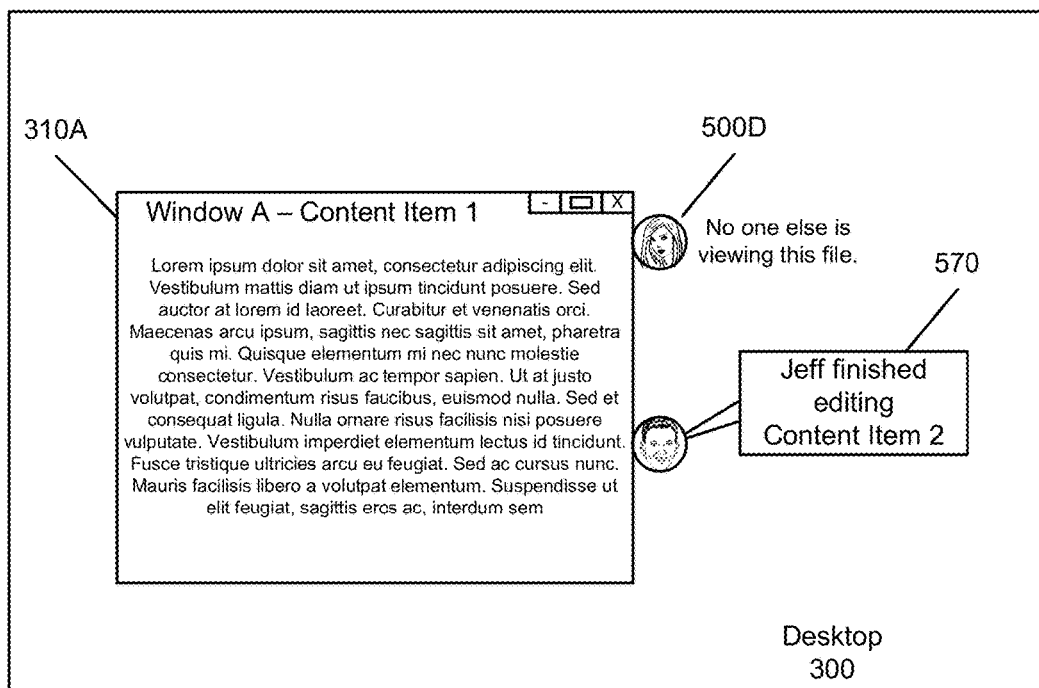 310A
500D
Window A – Content Item 1
- X
No one else is
viewing this file.
570
Lorem ipsum dolor sit amet, consectetur adipiscing elit.
Vestibulum mattis diam ut ipsum tincidunt posuere. Sed
auctor at lorem id laoreet. Curabitur et venenatis orci.
Maecenas arcu ipsum, sagittis nec sagittis sit amet, pharetra
quis mi. Quisque elementum mi nec nunc molestie
consectetur. Vestibulum ac tempor sapien. Ut at justo
volutpat, condimentum risus faucibus, euismod nulla. Sed et
consequat ligula. Nulla ornare risus facilisis nisi posuere
vulputate. Vestibulum imperdiet elementum lectus id tincidunt.
Fusce tristique ultricies arcu eu feugiat. Sed ac cursus nunc.
Mauris facilisis libero a volutpat elementum. Suspendisse ut
elit feugiat, sagittis eros ac, interdum sem
Jeff finished
editing
Content Item 2
Desktop
300